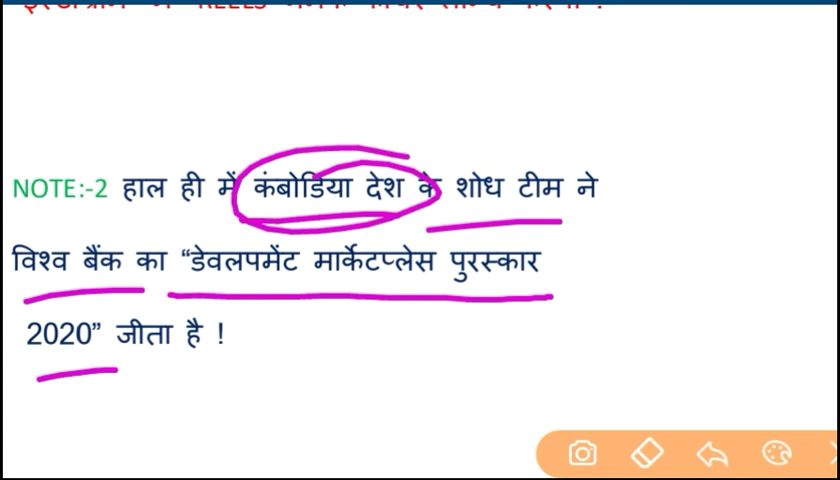 NOTE:-2 हाल ही में कंबोडिया देश के शोध टीम ने
विश्व बैंक का “डेवलपमेंट मार्केटप्लेस पुरस्कार
2020” जीता है !